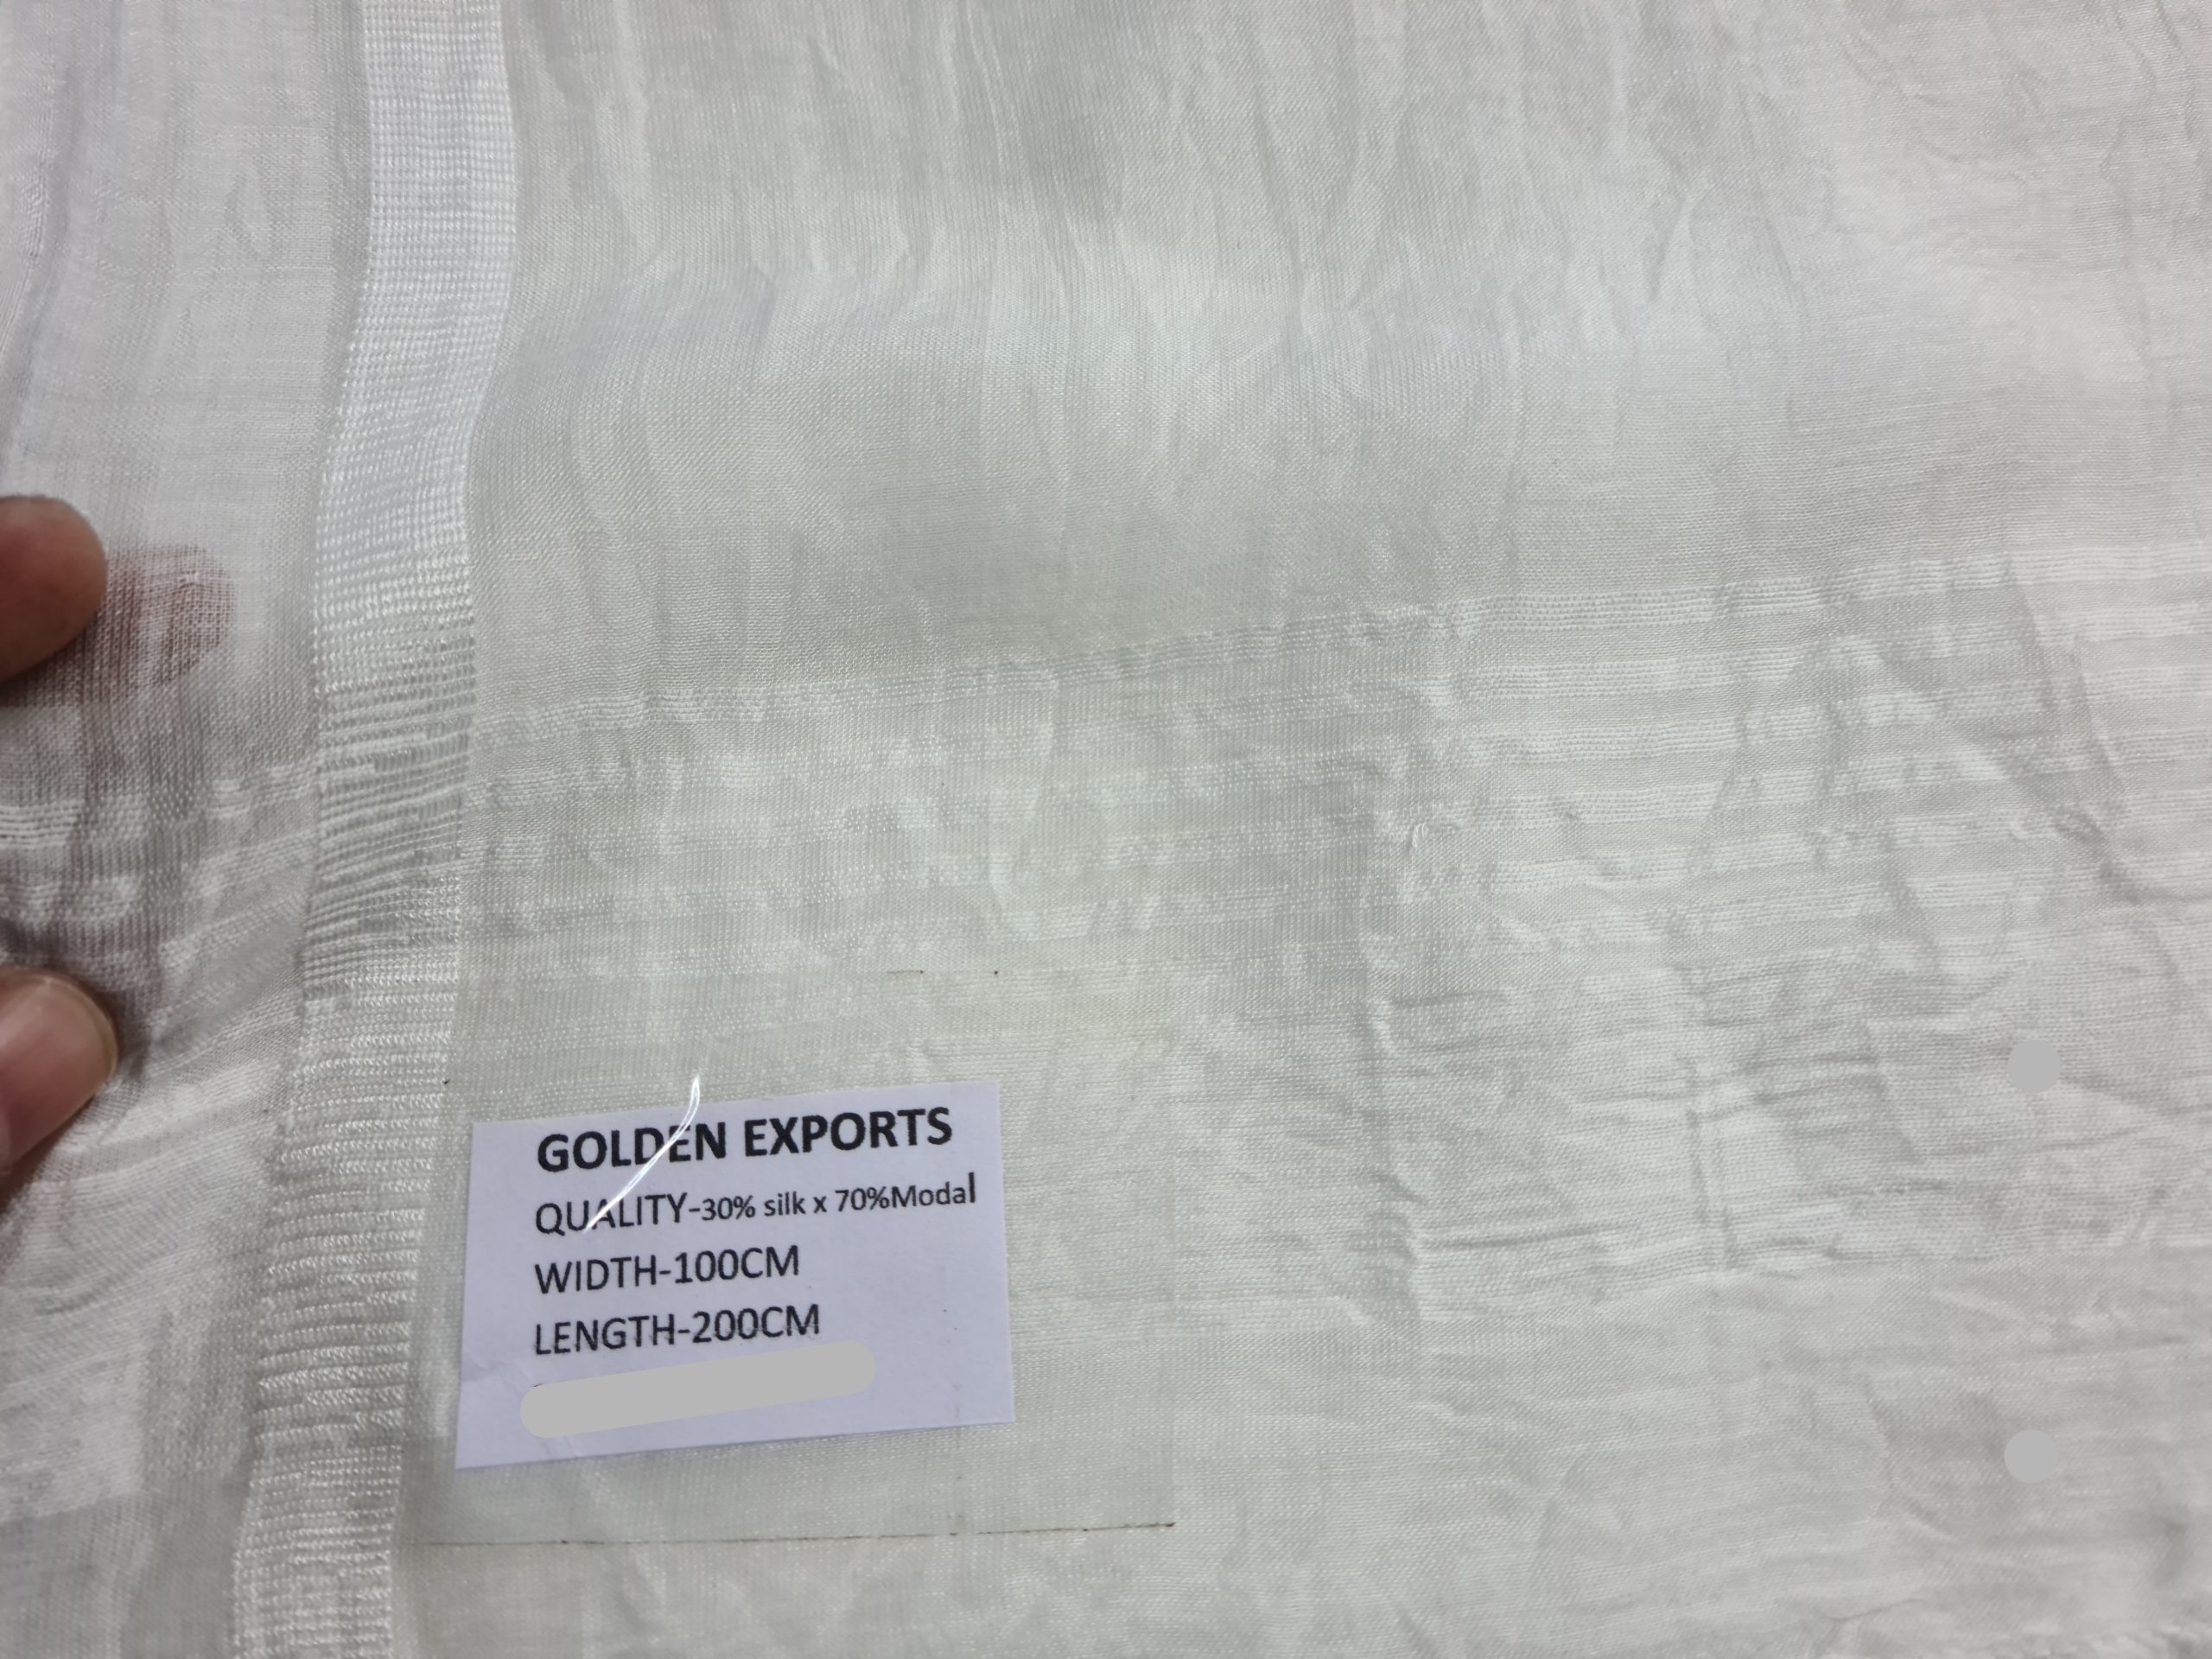 GOLDEN EXPORTS
QUALITY-30% silk x 70%Modal
WIDTH-100CM
LENGTH-200CM